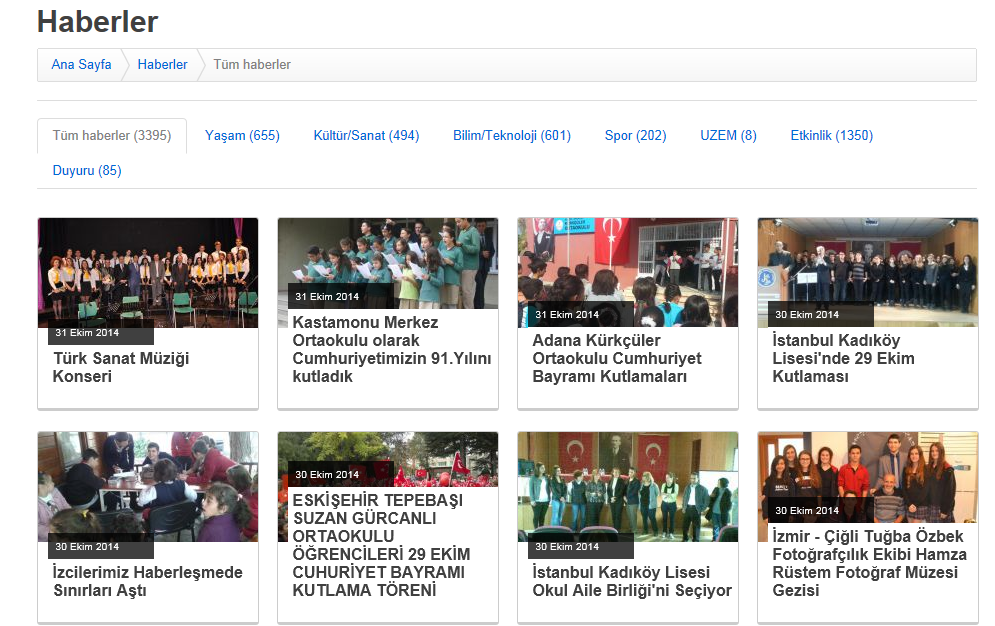 Haberler
Ana Sayfa
Haberler
Tüm haberler
Tüm haberler (3395)
Yaşam (655)
Kültür/Sanat (494)
Bilim/Teknoloji (601)
Spor (202)
UZEM (8)
Etkinlik (1350)
Duyuru (85)
31 Ekim 2014
Türk Sanat Müziği
Konseri
31 Ekim 2014
Kastamonu Merkez
Ortaokulu olarak
Cumhuriyetimizin 91.Yılını
kutladık
31 Ekim 2014
Adana Kürkçüler
Ortaokulu Cumhuriyet
Bayramı Kutlamaları
30 Ekim 2014
İstanbul Kadıköy
Lisesi'nde 29 Ekim
Kutlaması
30 Ekim 2014
İzcilerimiz Haberleşmede
Sınırları Aştı
30 Ekim 2014
ESKİŞEHİR TEPEBAŞI
SUZAN GÜRCANLI
ORTAOKULU
ÖĞRENCİLERİ 29 EKİM
CUHURİYET BAYRAMI
KUTLAMA TÖRENİ
30 Ekim 2014
İstanbul Kadıköy Lisesi
Okul Aile Birliği'ni Seçiyor
30 Ekim 2014
İzmir - Çiğli Tuğba Özbek
Fotoğrafçılık Ekibi Hamza
Rüstem Fotoğraf Müzesi
Gezisi